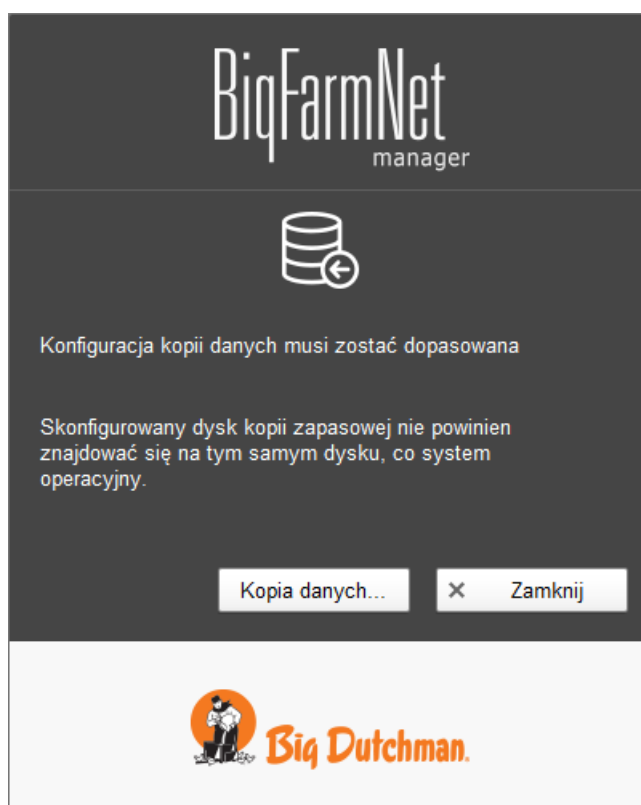 BigFarmNet
manager
Konfiguracja kopii danych musi zostać dopasowana
Skonfigurowany dysk kopii zapasowej nie powinien
znajdować się na tym samym dysku, co system
operacyjny.
Kopia danych...
Zamknij
Big Dutchman.